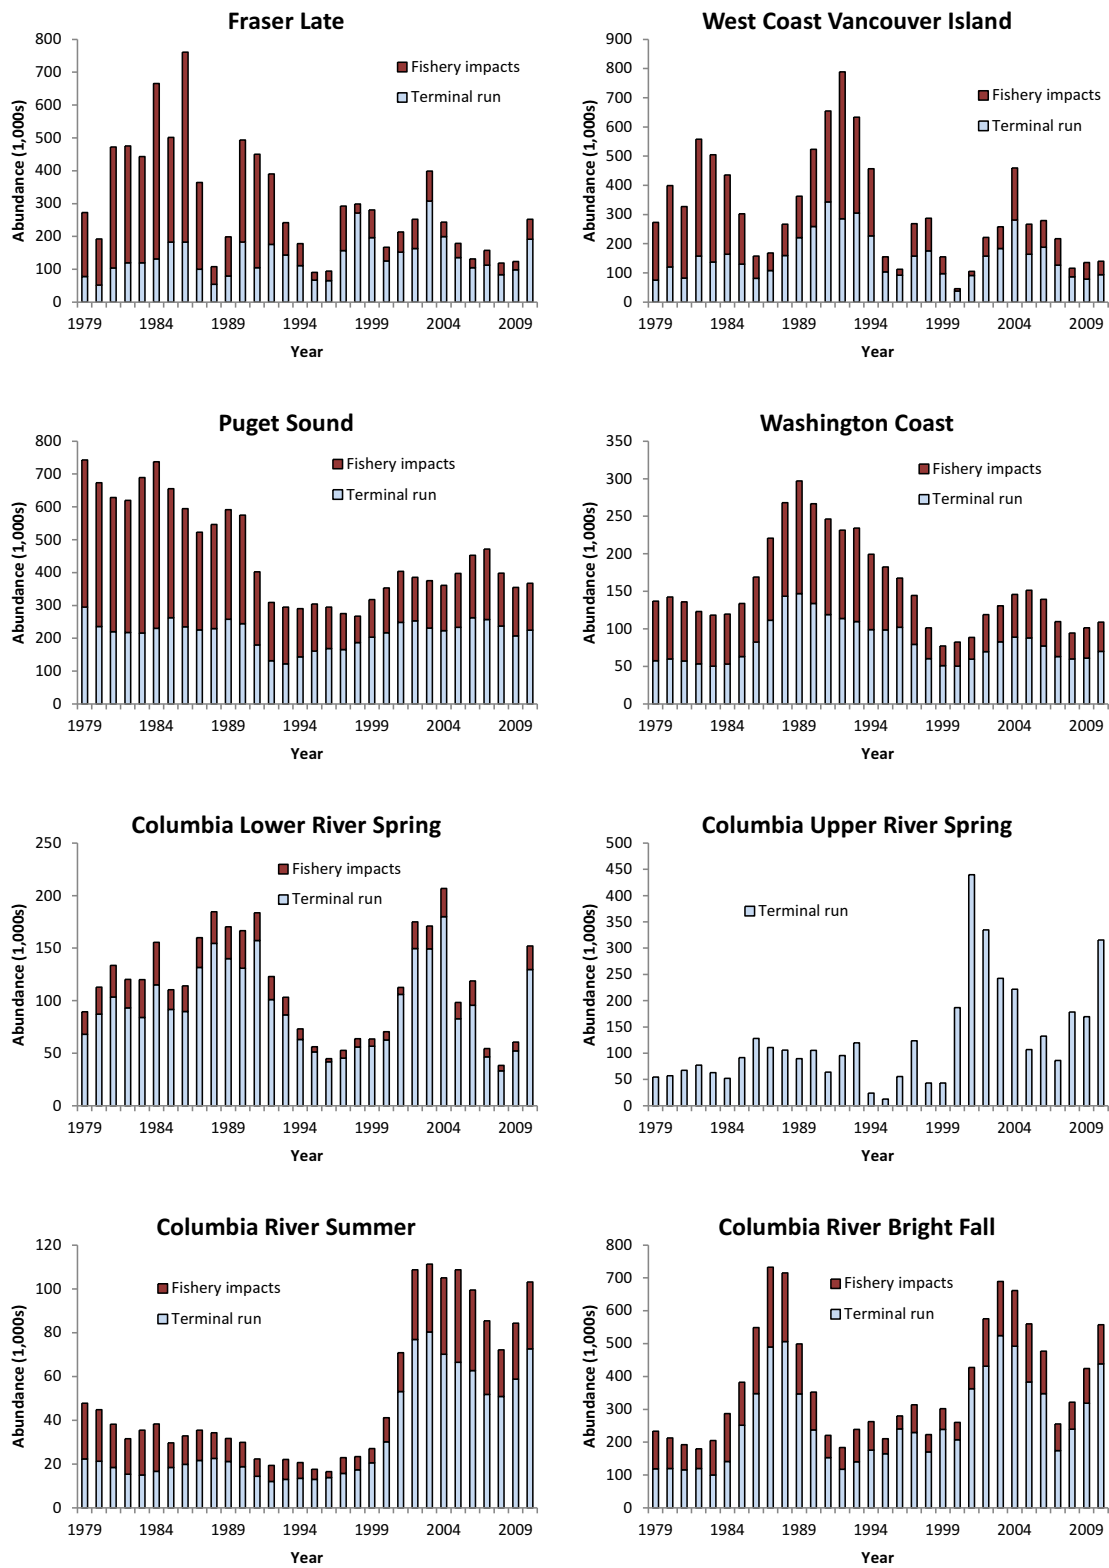 Fraser Late
Abundance (1,000s)
800
700
600
500
400
300
200
100
0
Fishery impacts
Terminal run
1979 1984 1989 1994 1999 2004 2009
Year
West Coast Vancouver Island
Abundance (1,000s)
900
800
700
600
500
400
300
200
100
0
Fishery impacts
Terminal run
1979 1984 1989 1994 1999 2004 2009
Year
Puget Sound
Abundance (1,000s)
800
700
600
500
400
300
200
100
0
Fishery impacts
Terminal run
1979 1984 1989 1994 1999 2004 2009
Year
Washington Coast
Abundance (1,000s)
350
300
250
200
150
100
50
0
Fishery impacts
Terminal run
1979 1984 1989 1994 1999 2004 2009
Year
Columbia Lower River Spring
Abundance (1,000s)
250
200
150
100
50
0
Fishery impacts
Terminal run
1979 1984 1989 1994 1999 2004 2009
Year
Columbia Upper River Spring
Abundance (1,000s)
500
450
400
350
300
250
200
150
100
50
0
Terminal run
1979 1984 1989 1994 1999 2004 2009
Year
Columbia River Summer
Abundance (1,000s)
120
100
80
60
40
20
0
Fishery impacts
Terminal run
1979 1984 1989 1994 1999 2004 2009
Year
Columbia River Bright Fall
Abundance (1,000s)
800
700
600
500
400
300
200
100
0
Fishery impacts
Terminal run
1979 1984 1989 1994 1999 2004 2009
Year